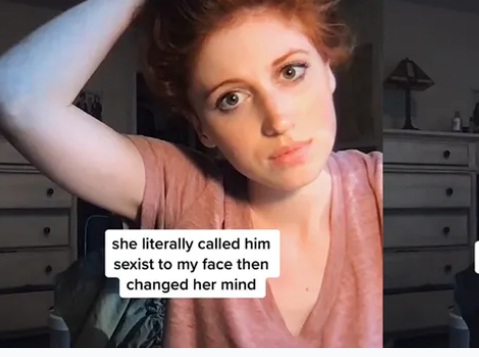 she literally called him
sexist to my face then
changed her mind